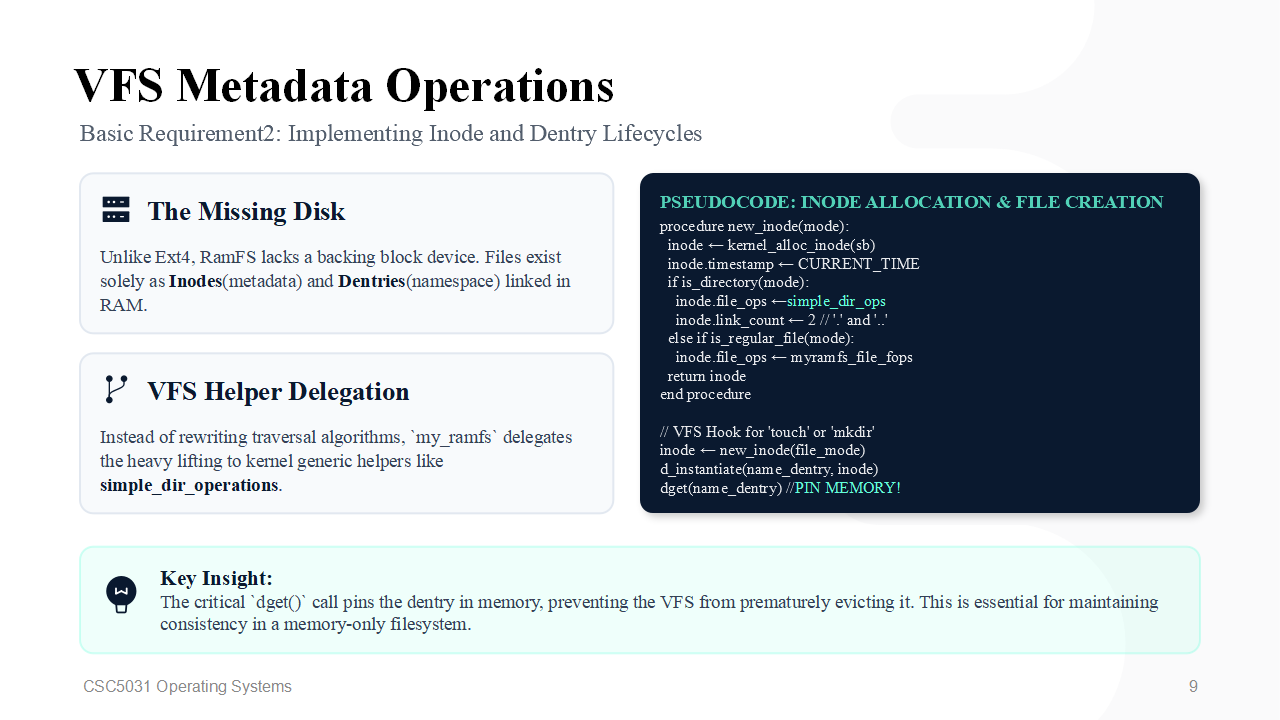 VFS Metadata Operations
Basic Requirement2: Implementing Inode and Dentry Lifecycles
The Missing Disk
Unlike Ext4, RamFS lacks a backing block device. Files exist
solely as Inodes(metadata) and Dentries(namespace) linked in
RAM.
VFS Helper Delegation
Instead of rewriting traversal algorithms, `my_ramfs` delegates
the heavy lifting to kernel generic helpers like
simple_dir_operations.
PSEUDOCODE: INODE ALLOCATION & FILE CREATION
procedure new_inode(mode):
  inode ← kernel_alloc_inode(sb)
  inode.timestamp ← CURRENT_TIME
  if is_directory(mode):
    inode.file_ops ←simple_dir_ops
    inode.link_count ← 2 // '.' and '..'
  else if is_regular_file(mode):
    inode.file_ops ← myramfs_file_fops
  return inode
end procedure
// VFS Hook for 'touch' or 'mkdir'
inode ← new_inode(file_mode)
d_instantiate(name_dentry, inode)
dget(name_dentry) //PIN MEMORY!
Key Insight:
The critical `dget()` call pins the dentry in memory, preventing the VFS from prematurely evicting it. This is essential for maintaining
consistency in a memory-only filesystem.
CSC5031 Operating Systems
9